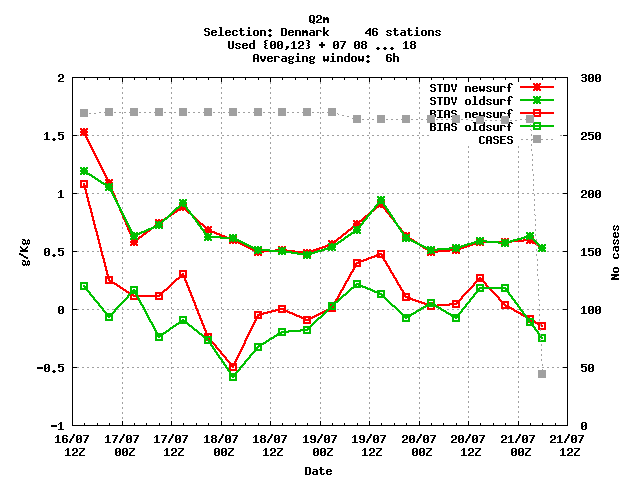 Q2m
Selection: Denmark 46 stations
Used {00,12} + 07 08 ... 18
Averaging window: 6h
STDV newsurf
STDV oldsurf
BIAS newsurf
BIAS oldsurf
CASES
2
1.5
1
0.5
0
-0.5
-1
300
250
200
150
100
50
0
g/Kg
No cases
16/07 17/07 17/07 18/07 18/07 19/07 19/07 20/07 20/07 21/07 21/07
12Z 00Z 12Z 00Z 12Z 00Z 12Z 00Z 12Z 00Z 12Z
Date